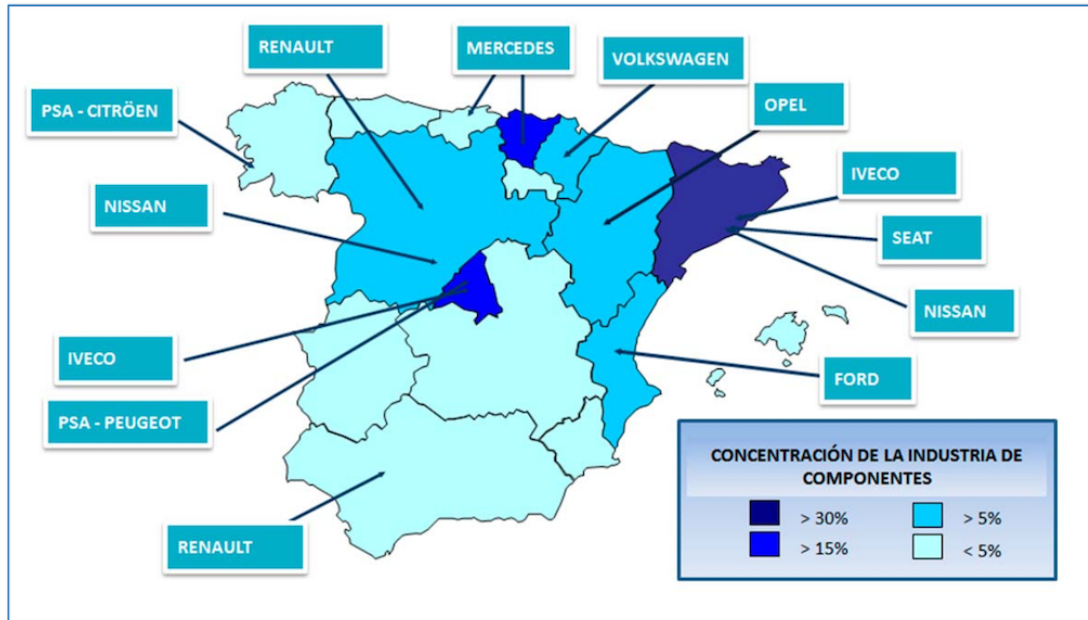 RENAULT
MERCEDES
VOLKSWAGEN
PSA - CITRÖEN
OPEL
NISSAN
IVECO
SEAT
NISSAN
IVECO
FORD
PSA - PEUGEOT
RENAULT
CONCENTRACIÓN DE LA INDUSTRIA DE
COMPONENTES
> 30%
> 5%
> 15%
< 5%